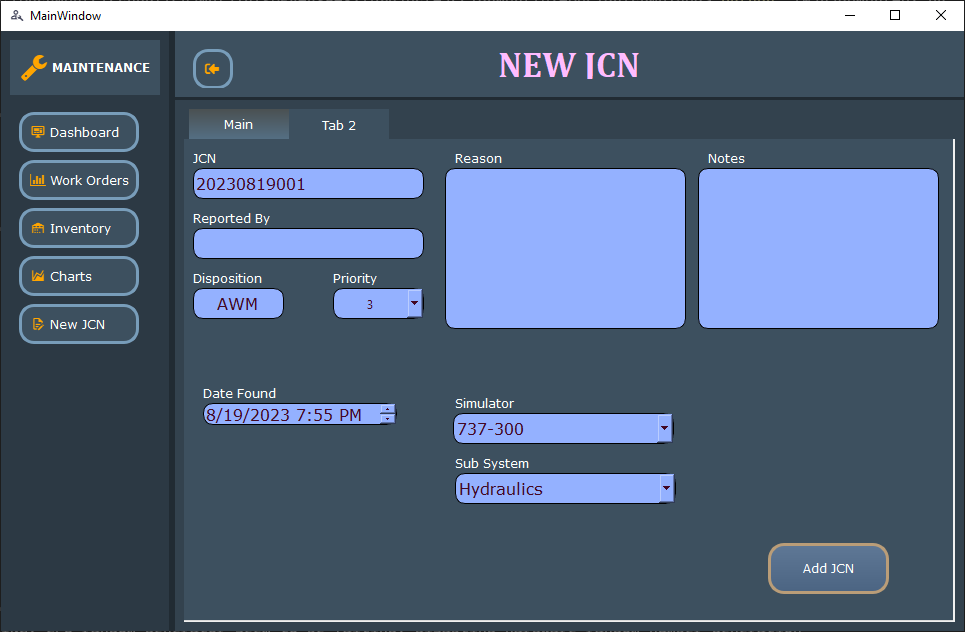 MainWindow
MAINTENANCE
NEW JCN
Dashboard
Work Orders
Inventory
Charts
New JCN
Main Tab 2
JCN Reason Notes
20230819001
Reported By
Disposition Priority
AWM 3
Date Found
8/19/2023 7:55 PM
Simulator
737-300
Sub System
Hydraulics
Add JCN